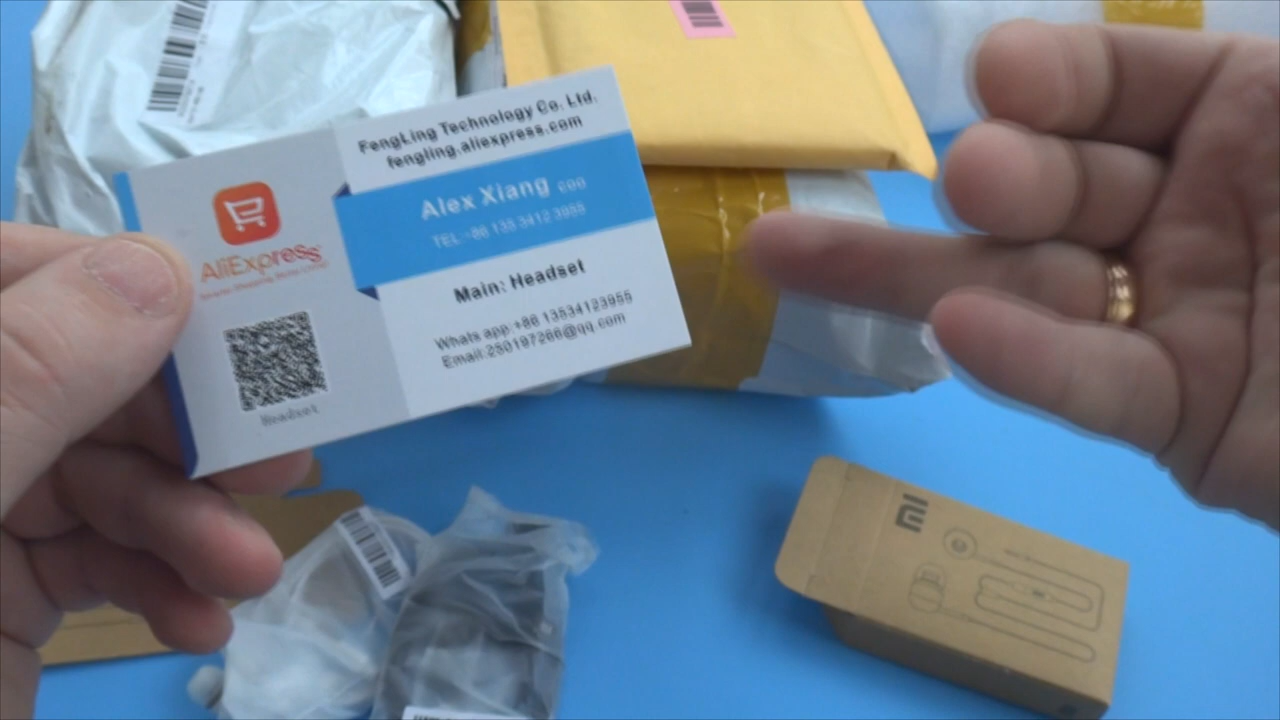 FengLing Technology Co. Ltd.
fengling.aliexpress.com
Alex Xiang COO
TEL :+86 135 3412 3955
AliExpress
Main: Headset
Whats app:+86 13534123955
Email:250197266@qq.com
Headset
MI